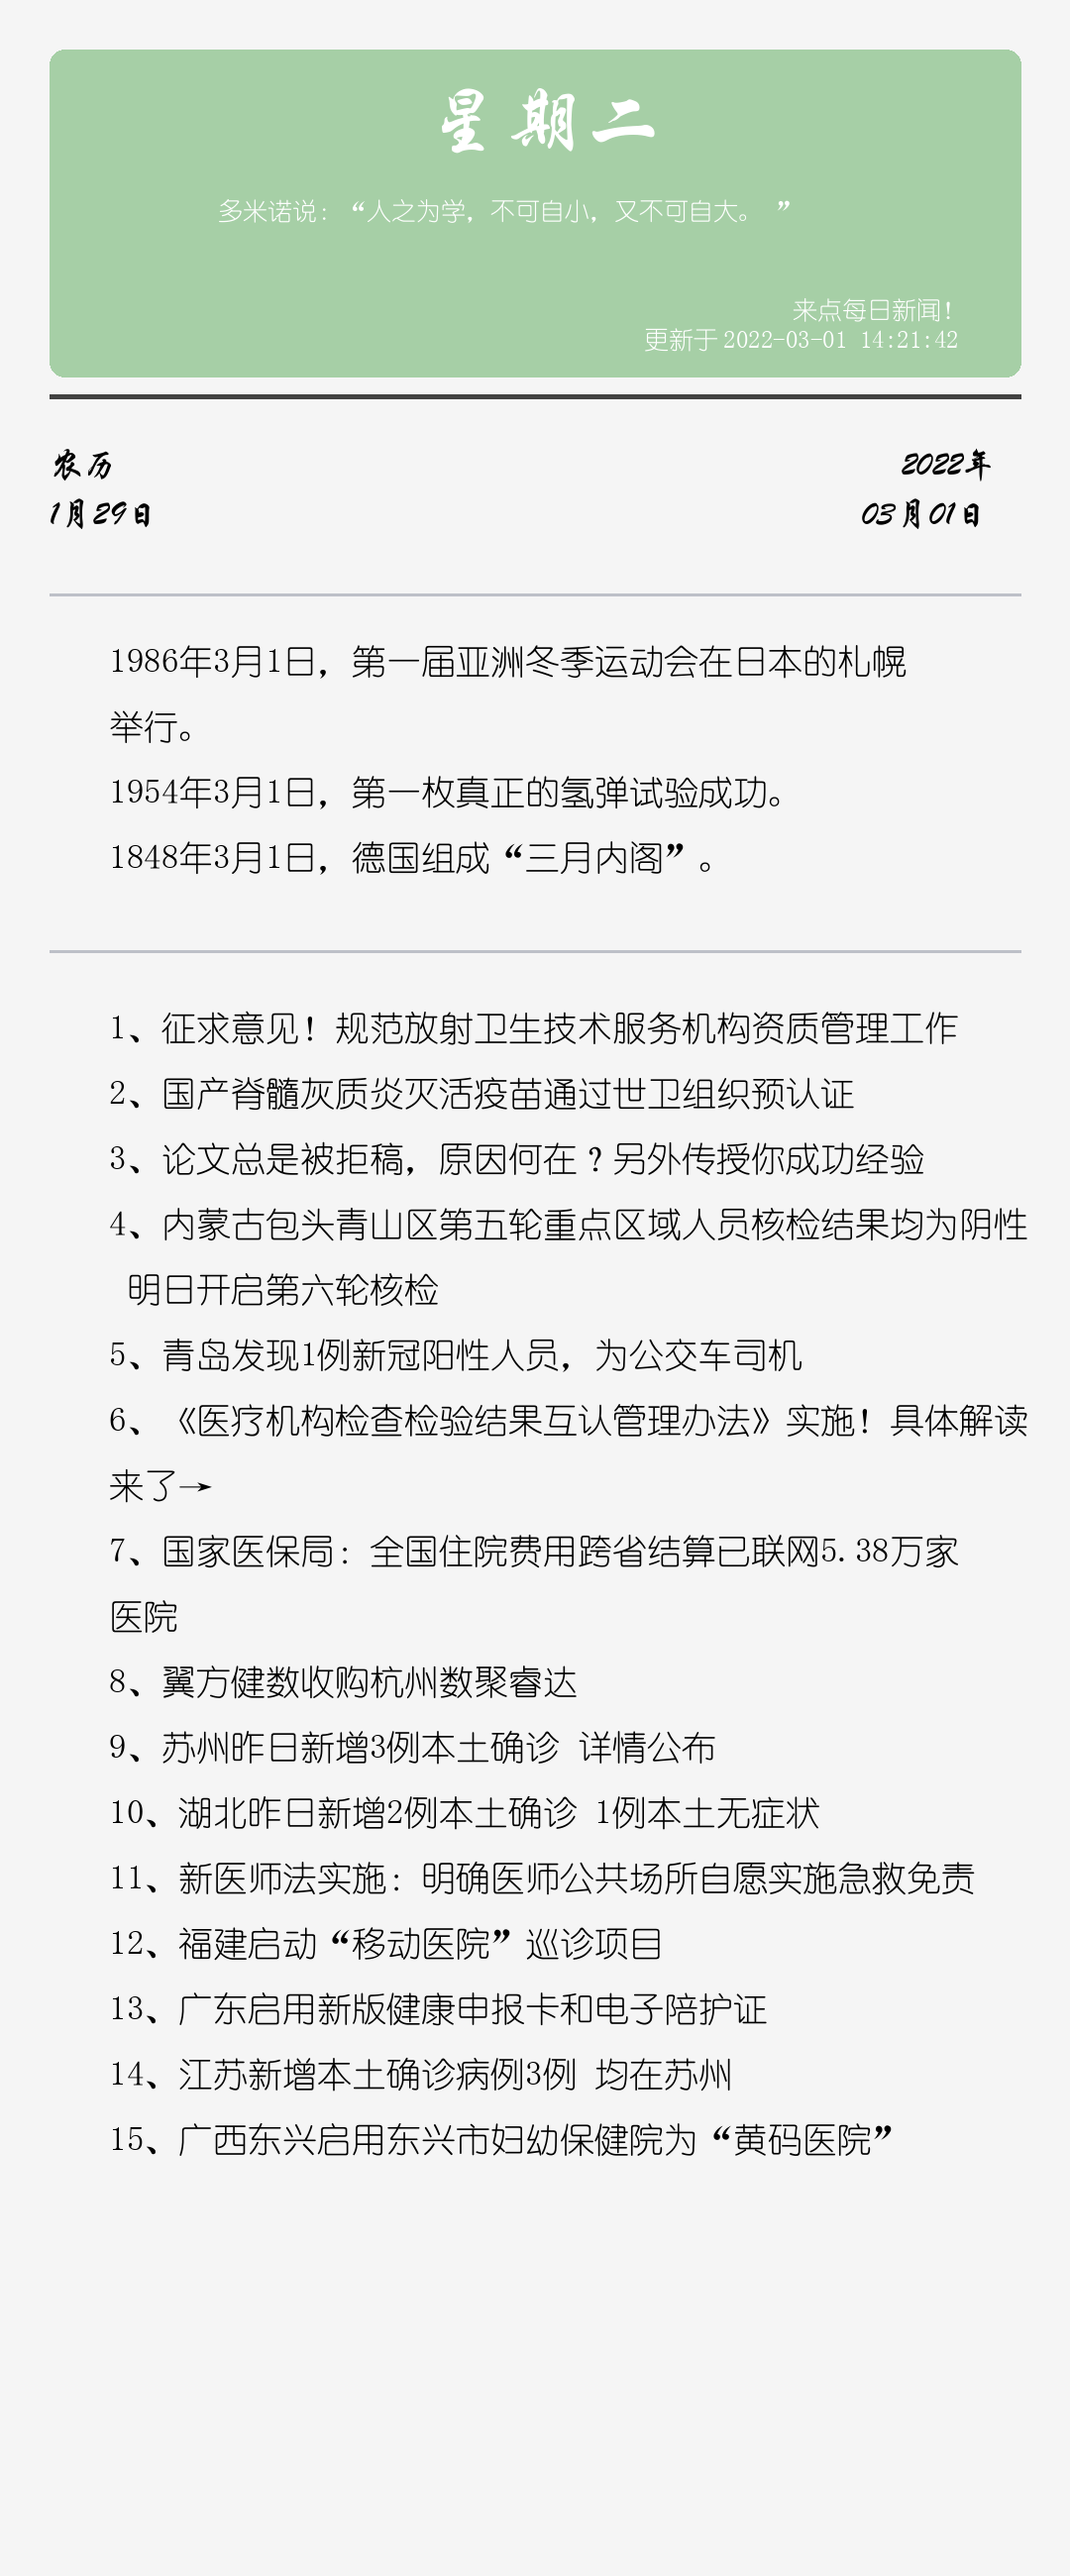 星期二
多米诺说：“人之为学，不可自小，又不可自大。 ”
来点每日新闻！
更新于 2022-03-01 14:21:42
农历
2022年
1月29日
03月01日
1986年3月1日，第一届亚洲冬季运动会在日本的札幌
举行。
1954年3月1日，第一枚真正的氢弹试验成功。
1848年3月1日，德国组成“三月内阁”。
1、征求意见！规范放射卫生技术服务机构资质管理工作
2、国产脊髓灰质炎灭活疫苗通过世卫组织预认证
3、论文总是被拒稿，原因何在？另外传授你成功经验
4、内蒙古包头青山区第五轮重点区域人员核检结果均为阴性
明日开启第六轮核检
5、青岛发现1例新冠阳性人员，为公交车司机
6、《医疗机构检查检验结果互认管理办法》实施！具体解读
来了→
7、国家医保局：全国住院费用跨省结算已联网5.38万家
医院
8、翼方健数收购杭州数聚睿达
9、苏州昨日新增3例本土确诊 详情公布
10、湖北昨日新增2例本土确诊 1例本土无症状
11、新医师法实施：明确医师公共场所自愿实施急救免责
12、福建启动“移动医院”巡诊项目
13、广东启用新版健康申报卡和电子陪护证
14、江苏新增本土确诊病例3例 均在苏州
15、广西东兴启用东兴市妇幼保健院为“黄码医院”